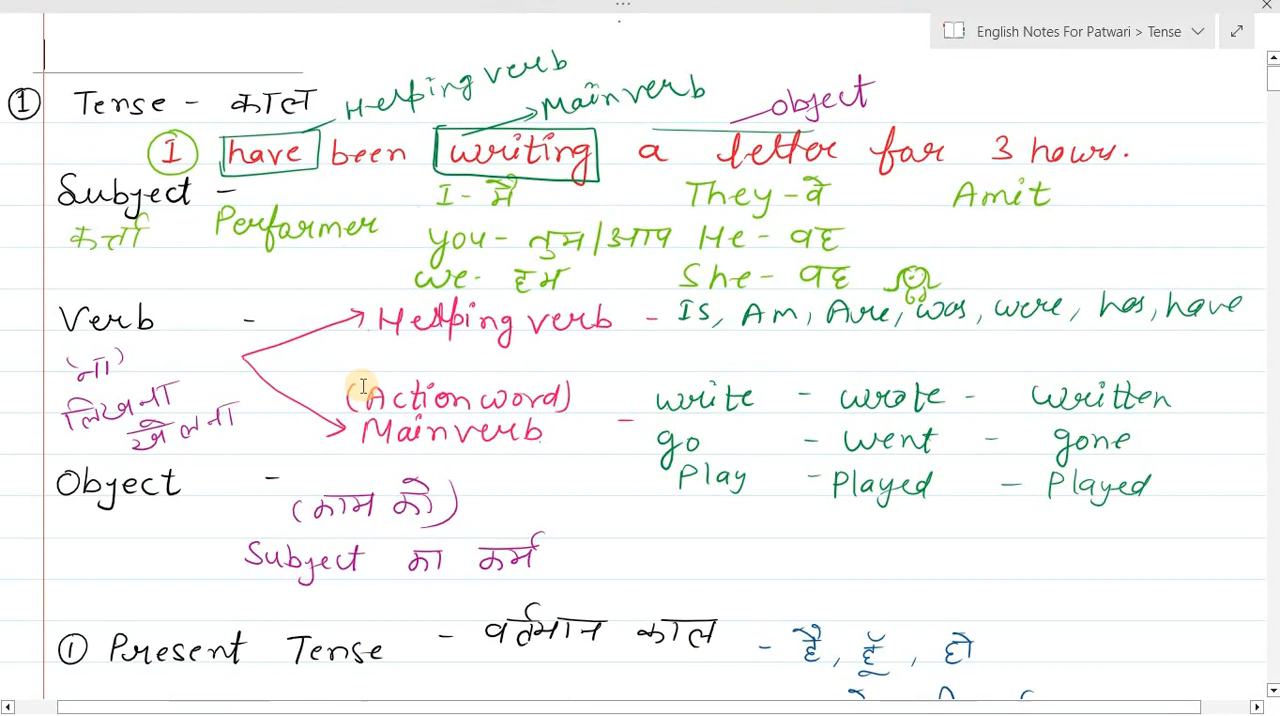 English Notes For Patwari > Tense
① Tense - काल Helping verb Main verb object
I have been writing a letter for 3 hours.
Subject - I - मैं They - वे Amit
कर्ता Performer you - तुम/आप He - वह
we - हम She - वह
Verb - Helping verb - Is, Am, Are, was, were, has, have
(ना)
लिखना (Action word) write - wrote - written
खेलना Main verb - go - went - gone
Play - Played - Played
Object - (काम को)
Subject का कर्म
① Present Tense - वर्तमान काल - है, हूँ, हो